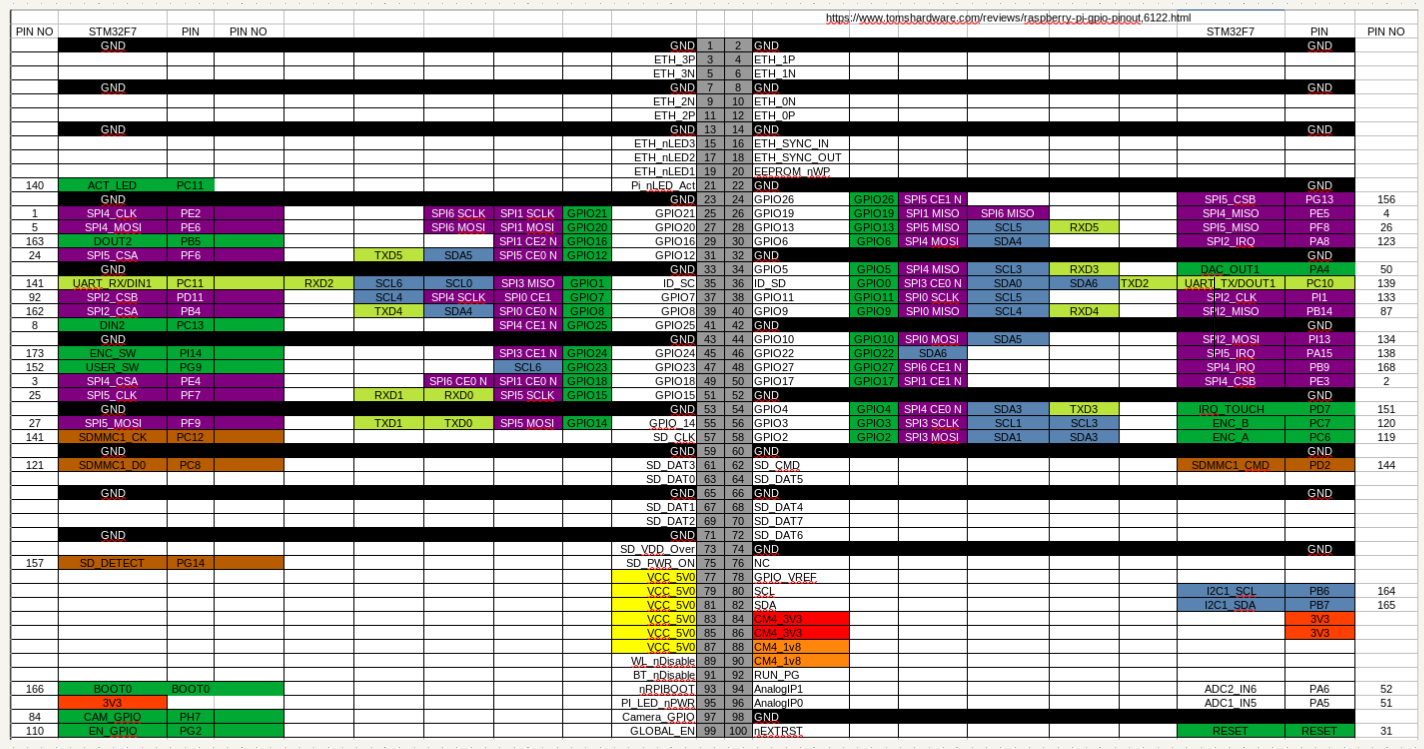 https://www.tomshardware.com/reviews/raspberry-pi-gpio-pinout,6122.html
PIN NO STM32F7 PIN PIN NO STM32F7 PIN PIN NO
GND GND 1 2 GND GND
ETH_3P 3 4 ETH_1P
ETH_3N 5 6 ETH_1N
GND GND 7 8 GND GND
ETH_2N 9 10 ETH_0N
ETH_2P 11 12 ETH_0P
GND GND 13 14 GND GND
ETH_nLED3 15 16 ETH_SYNC_IN
ETH_nLED2 17 18 ETH_SYNC_OUT
ETH_nLED1 19 20 EEPROM_nWP
140 ACT_LED PC11 Pi_nLED_Act 21 22 GND GND
GND GND 23 24 GPIO26 GPIO26 SPI5 CE1 N SPI5_CSB PG13 156
1 SPI4_CLK PE2 SPI6 SCLK SPI1 SCLK GPIO21 GPIO21 25 26 GPIO19 GPIO19 SPI1 MISO SPI6 MISO SPI4_MISO PE5 4
5 SPI4_MOSI PE6 SPI6 MOSI SPI1 MOSI GPIO20 GPIO20 27 28 GPIO13 GPIO13 SPI5 MISO SCL5 RXD5 SPI5_MISO PF8 26
163 DOUT2 PB5 SPI1 CE2 N GPIO16 GPIO16 29 30 GPIO6 GPIO6 SPI4 MOSI SDA4 SPI2_IRQ PA8 123
24 SPI5_CSA PF6 TXD5 SDA5 SPI5 CE0 N GPIO12 GPIO12 31 32 GND GND
GND GND 33 34 GPIO5 GPIO5 SPI4 MISO SCL3 RXD3 DAC_OUT1 PA4 50
141 UART_RX/DIN1 PC11 RXD2 SCL6 SCL0 SPI3 MISO GPIO1 ID_SC 35 36 ID_SD GPIO0 SPI3 CE0 N SDA0 SDA6 TXD2 UART_TX/DOUT1 PC10 139
92 SPI2_CSB PD11 SCL4 SPI4 SCLK SPI0 CE1 GPIO7 GPIO7 37 38 GPIO11 GPIO11 SPI0 SCLK SCL5 SPI2_CLK PI1 133
162 SPI2_CSA PB4 TXD4 SDA4 SPI0 CE0 N GPIO8 GPIO8 39 40 GPIO9 GPIO9 SPI0 MISO SCL4 RXD4 SPI2_MISO PB14 87
8 DIN2 PC13 SPI4 CE1 N GPIO25 GPIO25 41 42 GND GND
GND GND 43 44 GPIO10 GPIO10 SPI0 MOSI SDA5 SPI2_MOSI PI13 134
173 ENC_SW PI14 SPI3 CE1 N GPIO24 GPIO24 45 46 GPIO22 GPIO22 SDA6 SPI5_IRQ PA15 138
152 USER_SW PG9 SCL6 GPIO23 GPIO23 47 48 GPIO27 GPIO27 SPI6 CE1 N SPI4_IRQ PB9 168
3 SPI4_CSA PE4 SPI6 CE0 N SPI1 CE0 N GPIO18 GPIO18 49 50 GPIO17 GPIO17 SPI1 CE1 N SPI4_CSB PE3 2
25 SPI5_CLK PF7 RXD1 RXD0 SPI5 SCLK GPIO15 GPIO15 51 52 GND GND
GND GND 53 54 GPIO4 GPIO4 SPI4 CE0 N SDA3 TXD3 IRQ_TOUCH PD7 151
27 SPI5_MOSI PF9 TXD1 TXD0 SPI5 MOSI GPIO14 GPIO_14 55 56 GPIO3 GPIO3 SPI3 SCLK SCL1 SCL3 ENC_B PC7 120
141 SDMMC1_CK PC12 SD_CLK 57 58 GPIO2 GPIO2 SPI3 MOSI SDA1 SDA3 ENC_A PC6 119
GND GND 59 60 GND GND
121 SDMMC1_D0 PC8 SD_DAT3 61 62 SD_CMD SDMMC1_CMD PD2 144
SD_DAT0 63 64 SD_DAT5
GND GND 65 66 GND GND
SD_DAT1 67 68 SD_DAT4
SD_DAT2 69 70 SD_DAT7
GND GND 71 72 SD_DAT6
SD_VDD_Over 73 74 GND GND
157 SD_DETECT PG14 SD_PWR_ON 75 76 NC
VCC_5V0 77 78 GPIO_VREF
VCC_5V0 79 80 SCL I2C1_SCL PB6 164
VCC_5V0 81 82 SDA I2C1_SDA PB7 165
VCC_5V0 83 84 CM4_3V3 3V3
VCC_5V0 85 86 CM4_3V3 3V3
VCC_5V0 87 88 CM4_1v8
WL_nDisable 89 90 CM4_1v8
BT_nDisable 91 92 RUN_PG
166 BOOT0 BOOT0 nRPIBOOT 93 94 AnalogIP1 ADC2_IN6 PA6 52
3V3 PI_LED_nPWR 95 96 AnalogIP0 ADC1_IN5 PA5 51
84 CAM_GPIO PH7 Camera_GPIO 97 98 GND GND
110 EN_GPIO PG2 GLOBAL_EN 99 100 nEXTRST RESET RESET 31